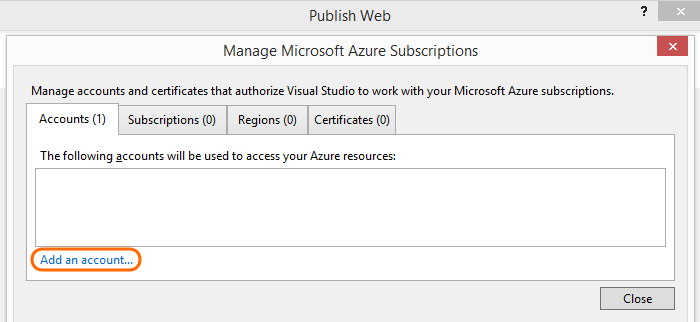 Publish Web
?
Manage Microsoft Azure Subscriptions
Manage accounts and certificates that authorize Visual Studio to work with your Microsoft Azure subscriptions.
Accounts (1) Subscriptions (0) Regions (0) Certificates (0)
The following accounts will be used to access your Azure resources:
Add an account...
Close